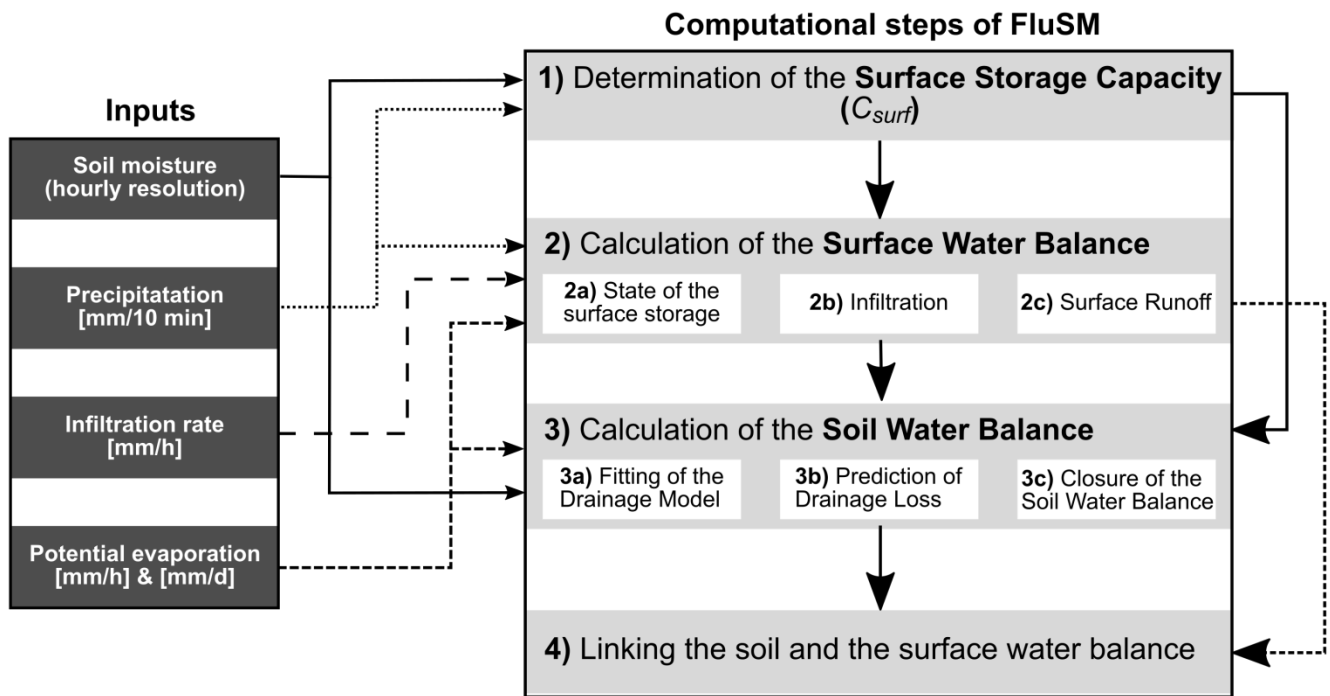 Inputs
Soil moisture
(hourly resolution)
Precipitatation
[mm/10 min]
Infiltration rate
[mm/h]
Potential evaporation
[mm/h] & [mm/d]
Computational steps of FluSM
1) Determination of the Surface Storage Capacity
(Csurf)
2) Calculation of the Surface Water Balance
2a) State of the
surface storage
2b) Infiltration
2c) Surface Runoff
3) Calculation of the Soil Water Balance
3a) Fitting of the
Drainage Model
3b) Prediction of
Drainage Loss
3c) Closure of the
Soil Water Balance
4) Linking the soil and the surface water balance